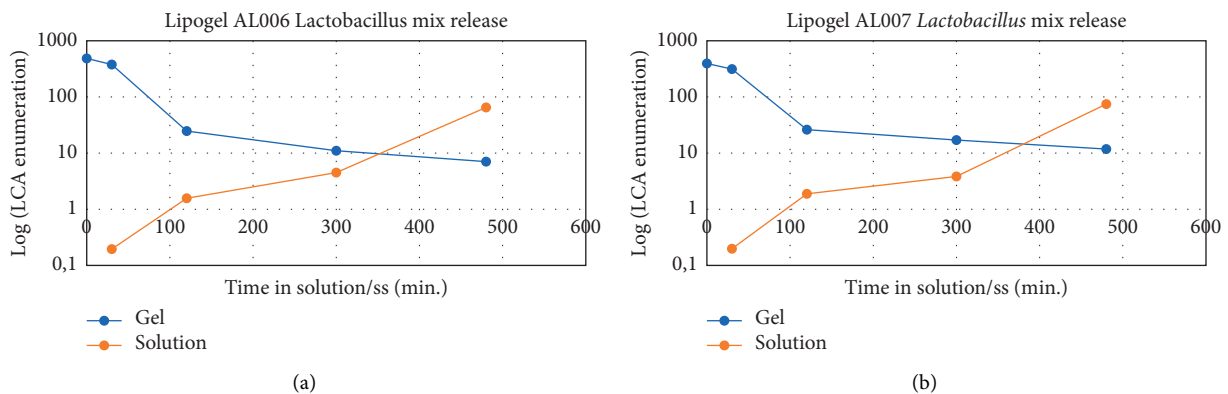 Lipogel AL006 Lactobacillus mix release
1000
100
10
1
0,1
0 100 200 300 400 500 600
Log (LCA enumeration)
Time in solution/ss (min.)
Gel
Solution
(a)
Lipogel AL007 Lactobacillus mix release
1000
100
10
1
0,1
0 100 200 300 400 500 600
Log (LCA enumeration)
Time in solution/ss (min.)
Gel
Solution
(b)